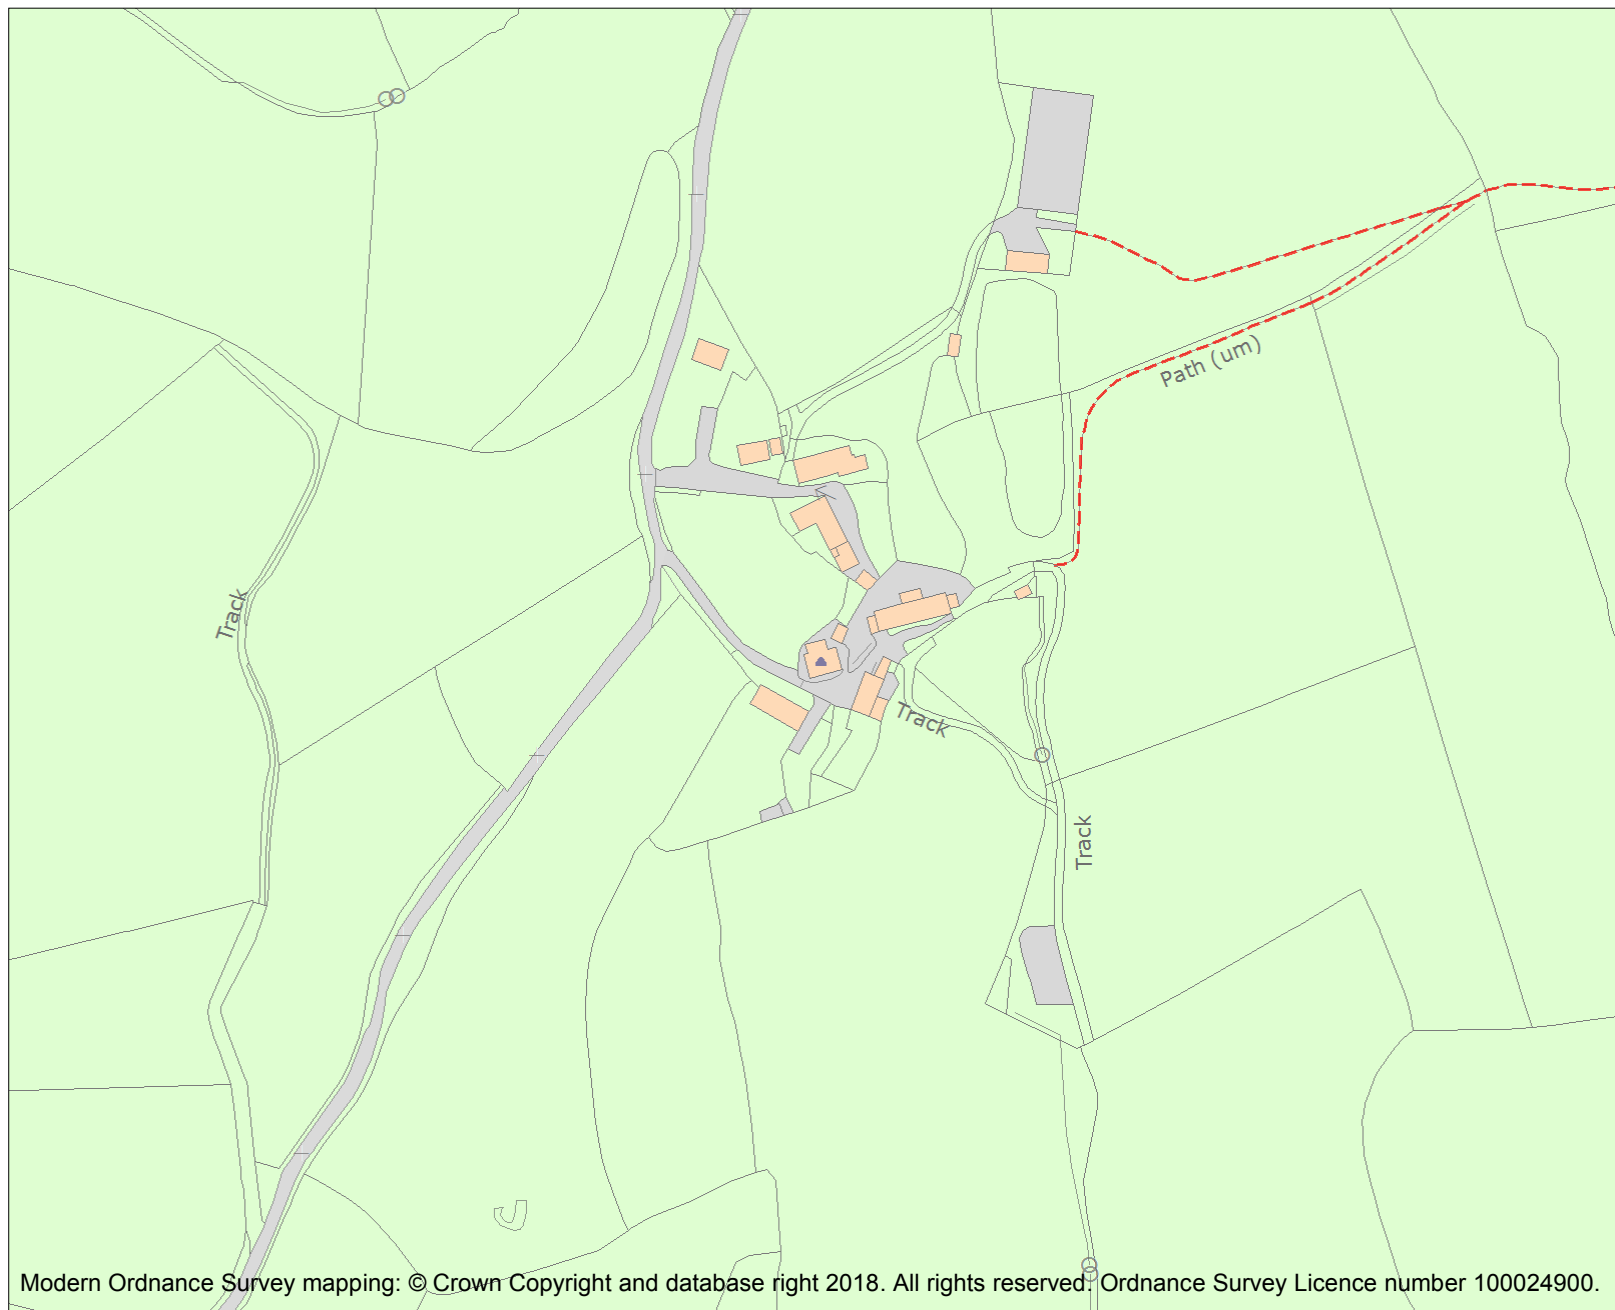 Path (um)
Track
Track
Track
Modern Ordnance Survey mapping: © Crown Copyright and database right 2018. All rights reserved. Ordnance Survey Licence number 100024900.